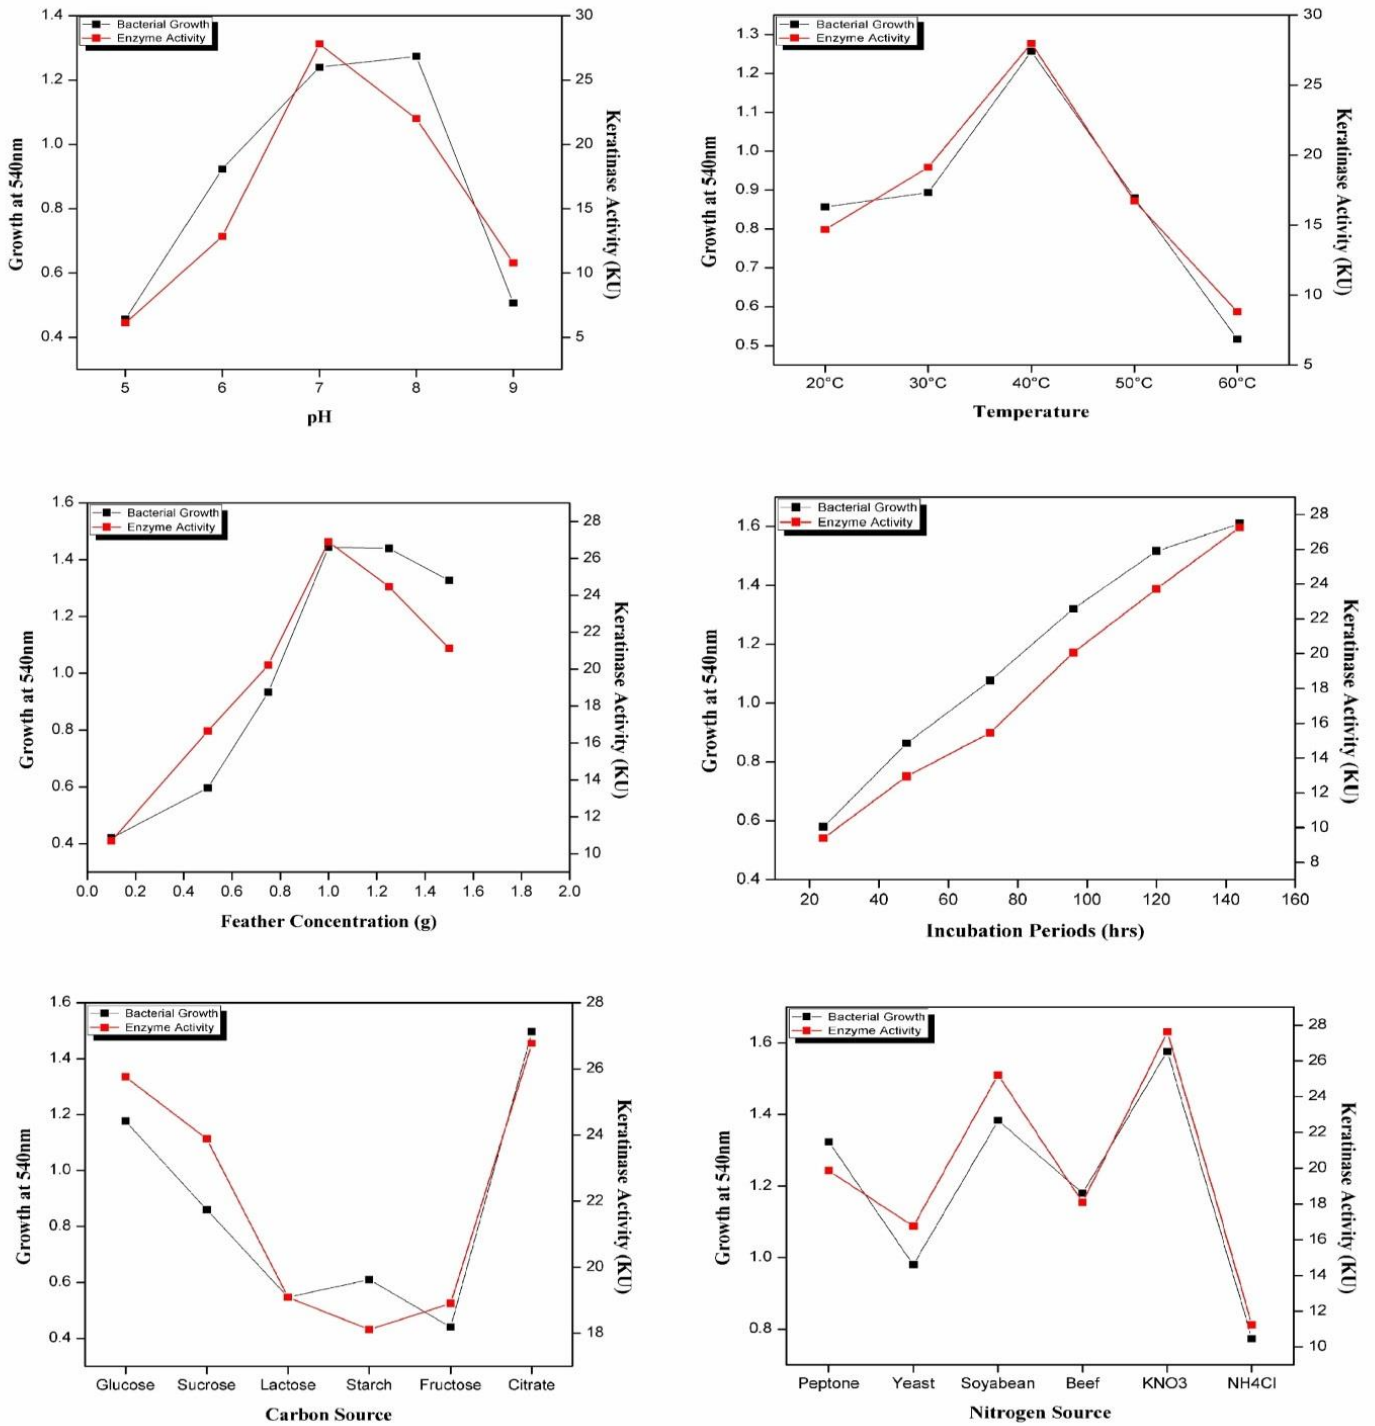 Bacterial Growth
Enzyme Activity
1.4
1.2
1.0
0.8
0.6
0.4
Growth at 540nm
30
25
20
15
10
5
Keratinase Activity (KU)
5 6 7 8 9
pH
Bacterial Growth
Enzyme Activity
1.3
1.2
1.1
1.0
0.9
0.8
0.7
0.6
0.5
Growth at 540nm
30
25
20
15
10
5
Keratinase Activity (KU)
20°C 30°C 40°C 50°C 60°C
Temperature
Bacterial Growth
Enzyme Activity
1.6
1.4
1.2
1.0
0.8
0.6
0.4
Growth at 540nm
28
26
24
22
20
18
16
14
12
10
Keratinase Activity (KU)
0.0 0.2 0.4 0.6 0.8 1.0 1.2 1.4 1.6 1.8 2.0
Feather Concentration (g)
Bacterial Growth
Enzyme Activity
1.6
1.4
1.2
1.0
0.8
0.6
0.4
Growth at 540nm
28
26
24
22
20
18
16
14
12
10
8
Keratinase Activity (KU)
20 40 60 80 100 120 140 160
Incubation Periods (hrs)
Bacterial Growth
Enzyme Activity
1.6
1.4
1.2
1.0
0.8
0.6
0.4
Growth at 540nm
28
26
24
22
20
18
Keratinase Activity (KU)
Glucose Sucrose Lactose Starch Fructose Citrate
Carbon Source
Bacterial Growth
Enzyme Activity
1.6
1.4
1.2
1.0
0.8
Growth at 540nm
28
26
24
22
20
18
16
14
12
10
Keratinase Activity (KU)
Peptone Yeast Soyabean Beef KNO3 NH4Cl
Nitrogen Source